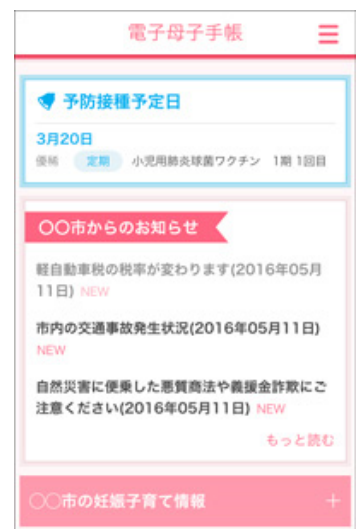 電子母子手帳
予防接種予定日
3月20日
優稀 定期 小児用肺炎球菌ワクチン 1期 1回目
〇〇市からのお知らせ
軽自動車税の税率が変わります(2016年05月
11日) NEW
市内の交通事故発生状況(2016年05月11日)
NEW
自然災害に便乗した悪質商法や義援金詐欺にご
注意ください(2016年05月11日) NEW
もっと読む
〇〇市の妊娠子育て情報 +